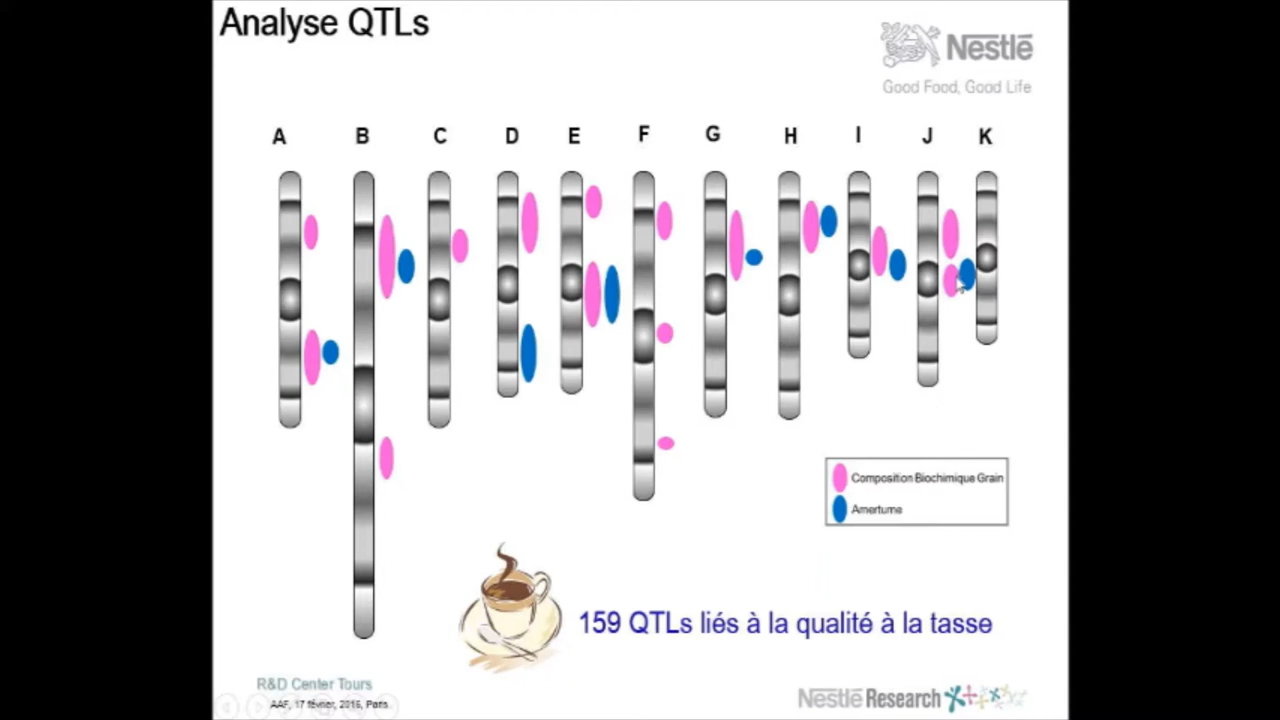 Analyse QTLs
Nestlé
Good Food, Good Life
A B C D E F G H I J K
Composition Biochimique Grain
Amertume
159 QTLs liés à la qualité à la tasse
R&D Center Tours
AAF, 17 février, 2016, Paris
Nestlé Research